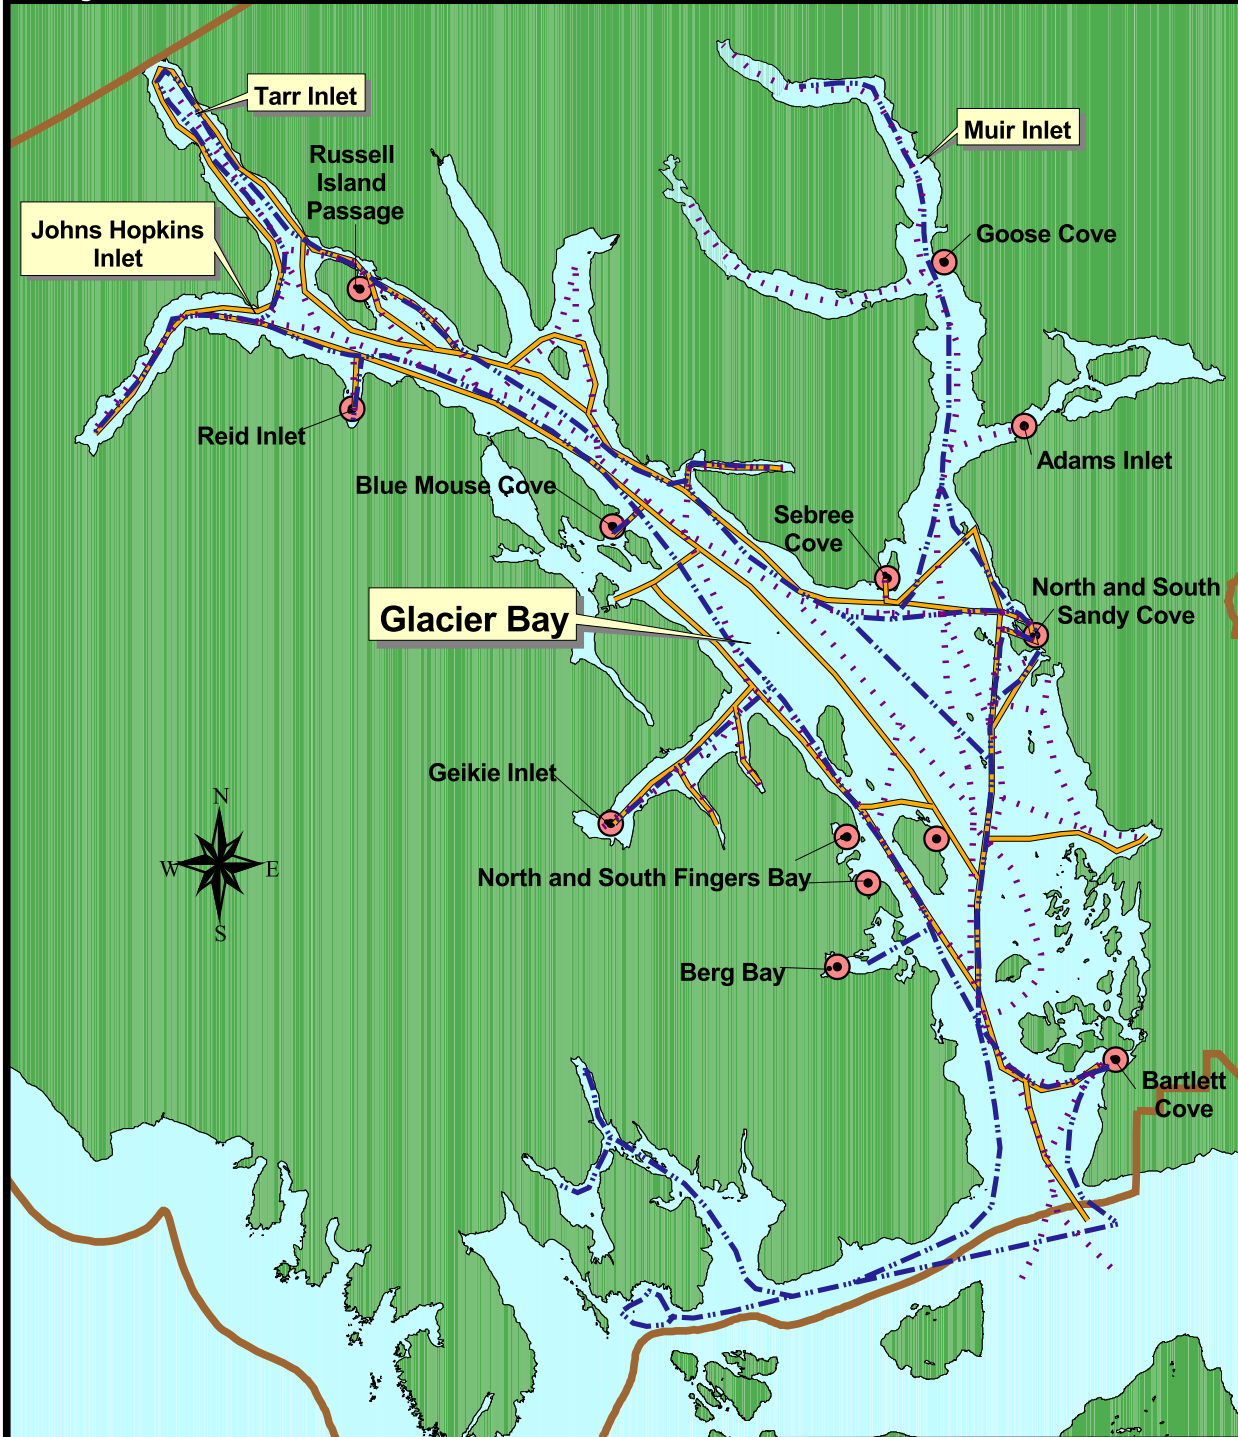 Tarr Inlet
Muir Inlet
Russell
Island
Passage
Johns Hopkins
Inlet
Goose Cove
Reid Inlet
Adams Inlet
Blue Mouse Cove
Sebree
Cove
North and South
Sandy Cove
Glacier Bay
Geikie Inlet
N
W
E
S
North and South Fingers Bay
Berg Bay
Bartlett
Cove